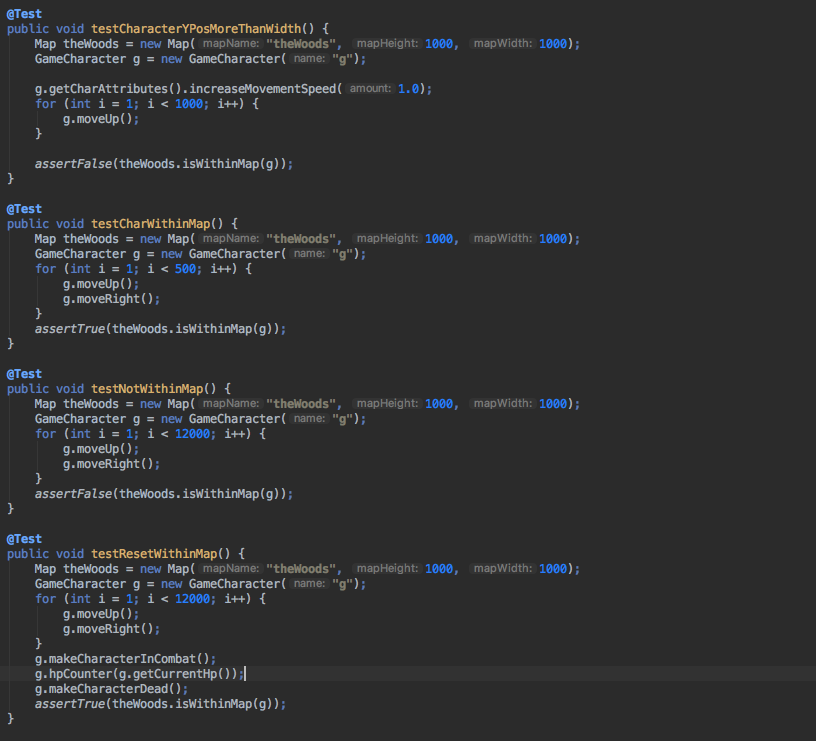 @Test
public void testCharacterYPosMoreThanWidth() {
Map theWoods = new Map( mapName: "theWoods", mapHeight: 1000, mapWidth: 1000);
GameCharacter g = new GameCharacter( name: "g");
g.getCharAttributes().increaseMovementSpeed( amount: 1.0);
for (int i = 1; i < 1000; i++) {
g.moveUp();
}
assertFalse(theWoods.isWithinMap(g));
}
@Test
public void testCharWithinMap() {
Map theWoods = new Map( mapName: "theWoods", mapHeight: 1000, mapWidth: 1000);
GameCharacter g = new GameCharacter( name: "g");
for (int i = 1; i < 500; i++) {
g.moveUp();
g.moveRight();
}
assertTrue(theWoods.isWithinMap(g));
}
@Test
public void testNotWithinMap() {
Map theWoods = new Map( mapName: "theWoods", mapHeight: 1000, mapWidth: 1000);
GameCharacter g = new GameCharacter( name: "g");
for (int i = 1; i < 12000; i++) {
g.moveUp();
g.moveRight();
}
assertFalse(theWoods.isWithinMap(g));
}
@Test
public void testResetWithinMap() {
Map theWoods = new Map( mapName: "theWoods", mapHeight: 1000, mapWidth: 1000);
GameCharacter g = new GameCharacter( name: "g");
for (int i = 1; i < 12000; i++) {
g.moveUp();
g.moveRight();
}
g.makeCharacterInCombat();
g.hpCounter(g.getCurrentHp());
g.makeCharacterDead();
assertTrue(theWoods.isWithinMap(g));
}